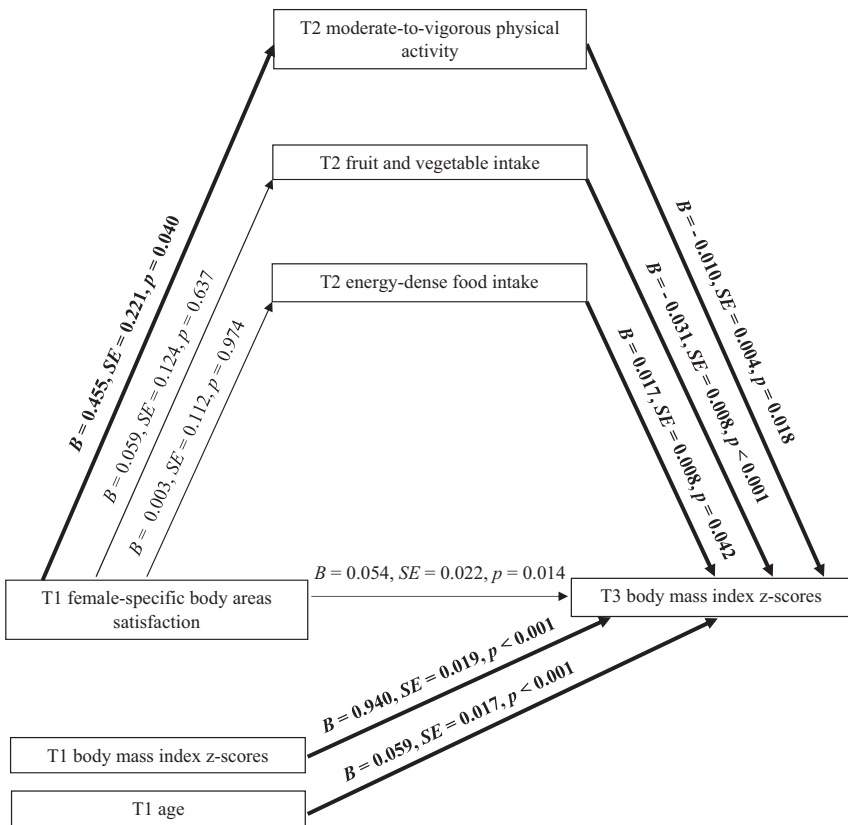 T2 moderate-to-vigorous physical
activity
T2 fruit and vegetable intake
T2 energy-dense food intake
B = 0.455, SE = 0.221, p = 0.040
B = 0.059, SE = 0.124, p = 0.637
B = 0.003, SE = 0.112, p = 0.974
B = - 0.010, SE = 0.004, p = 0.018
B = - 0.031, SE = 0.008, p < 0.001
B = 0.017, SE = 0.008, p = 0.042
T1 female-specific body areas
satisfaction
B = 0.054, SE = 0.022, p = 0.014
T3 body mass index z-scores
B = 0.940, SE = 0.019, p < 0.001
B = 0.059, SE = 0.017, p < 0.001
T1 body mass index z-scores
T1 age